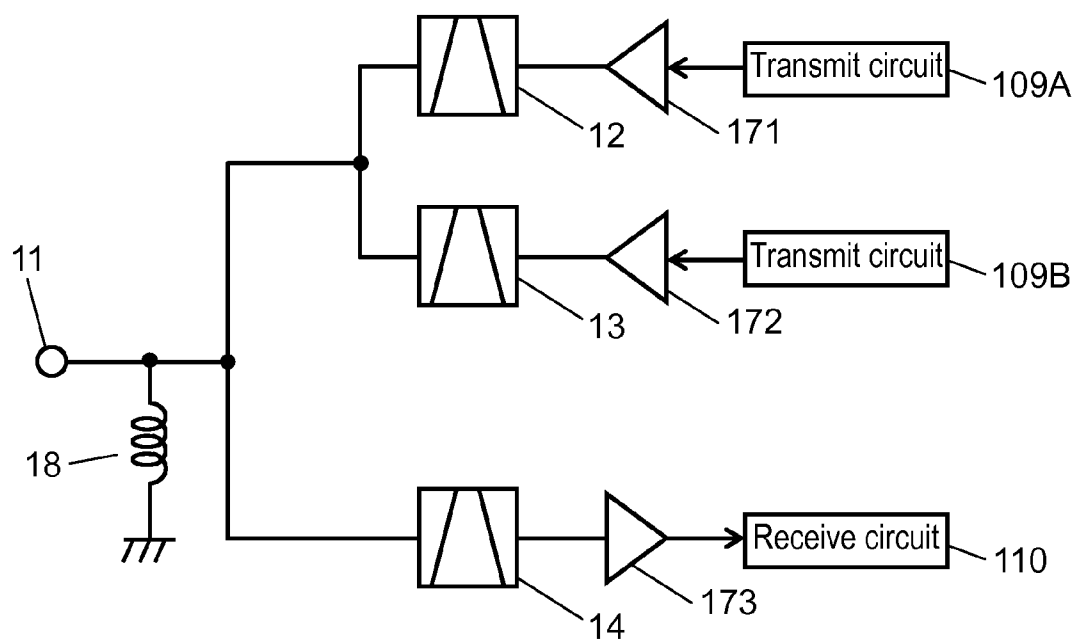 Transmit circuit
109A
12
171
11
Transmit circuit
109B
13
172
18
Receive circuit
110
14
173